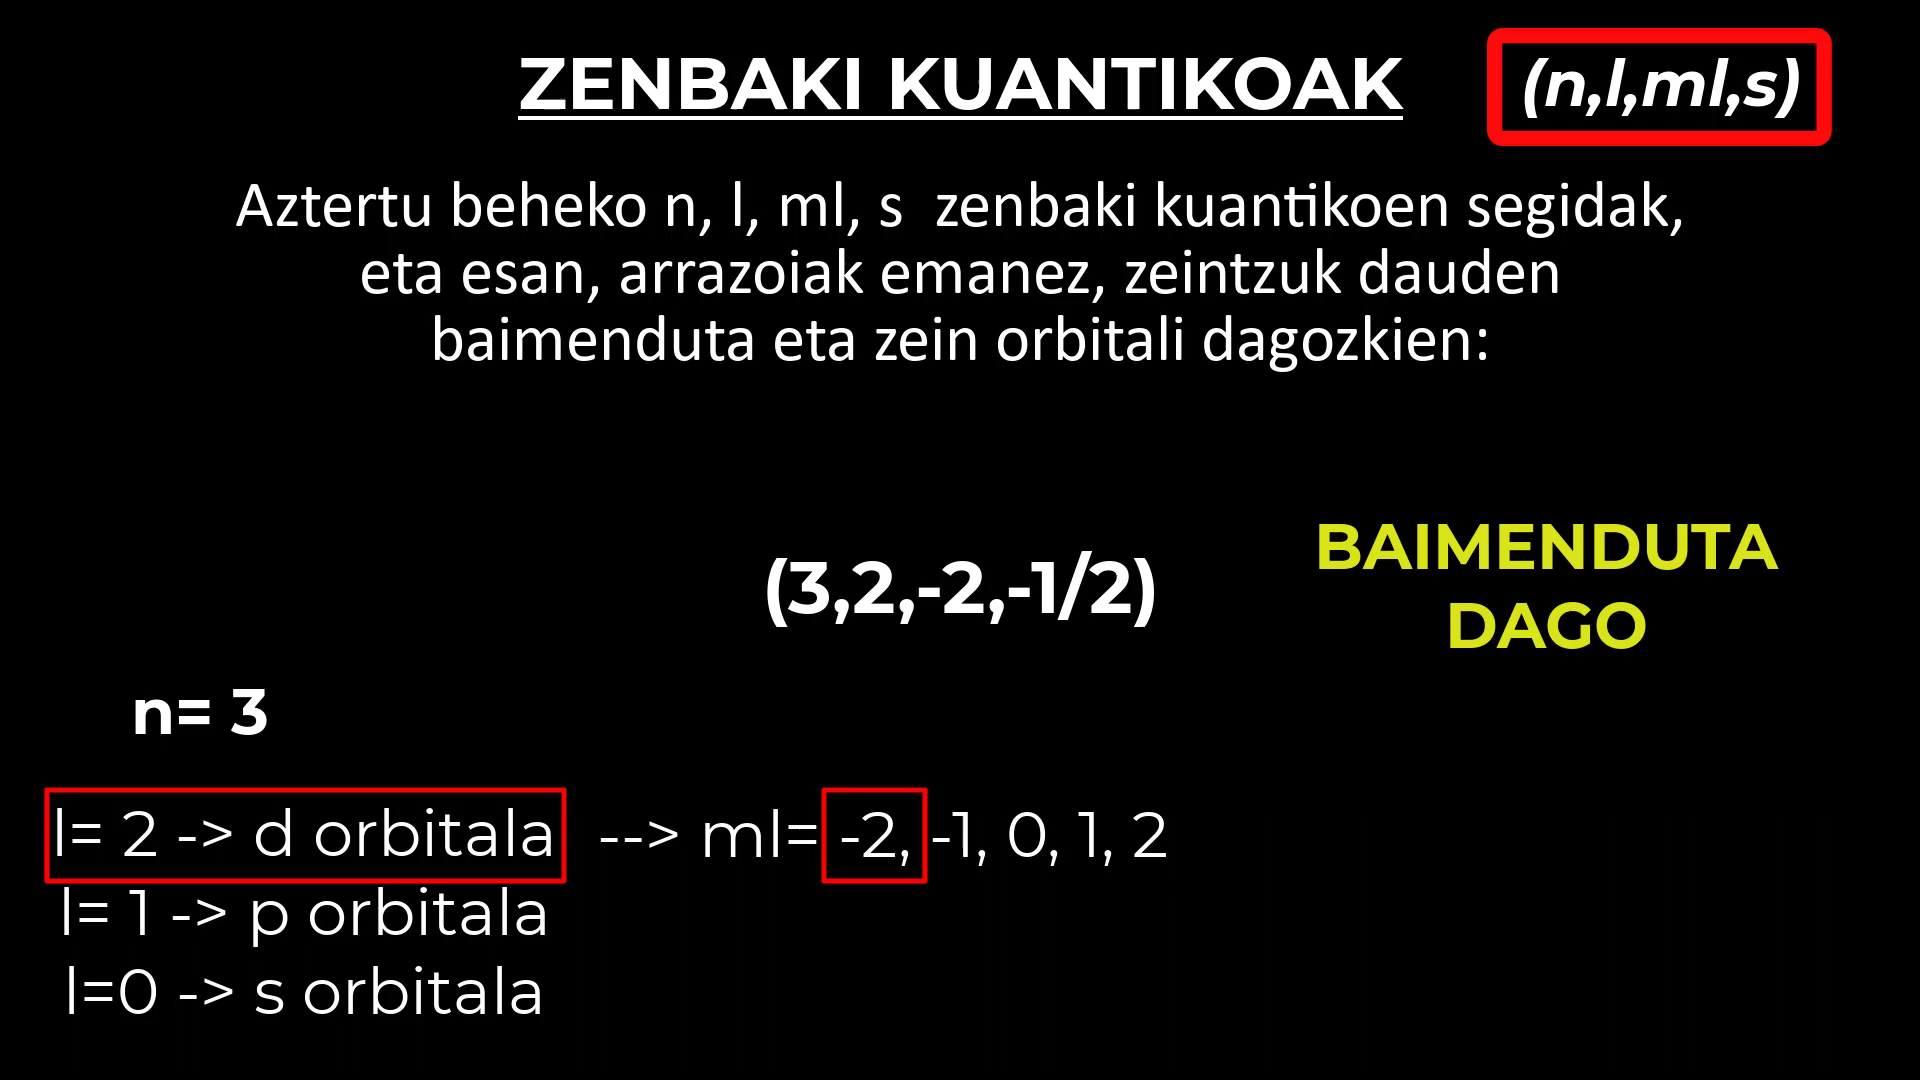 ZENBAKI KUANTIKOAK
(n,l,ml,s)
Aztertu beheko n, l, ml, s  zenbaki kuantikoen segidak,
eta esan, arrazoiak emanez, zeintzuk dauden
baimenduta eta zein orbitali dagozkien:
(3,2,-2,-1/2)
BAIMENDUTA
DAGO
n= 3
l= 2 -> d orbitala --> ml= -2, -1, 0, 1, 2
l= 1 -> p orbitala
l=0 -> s orbitala